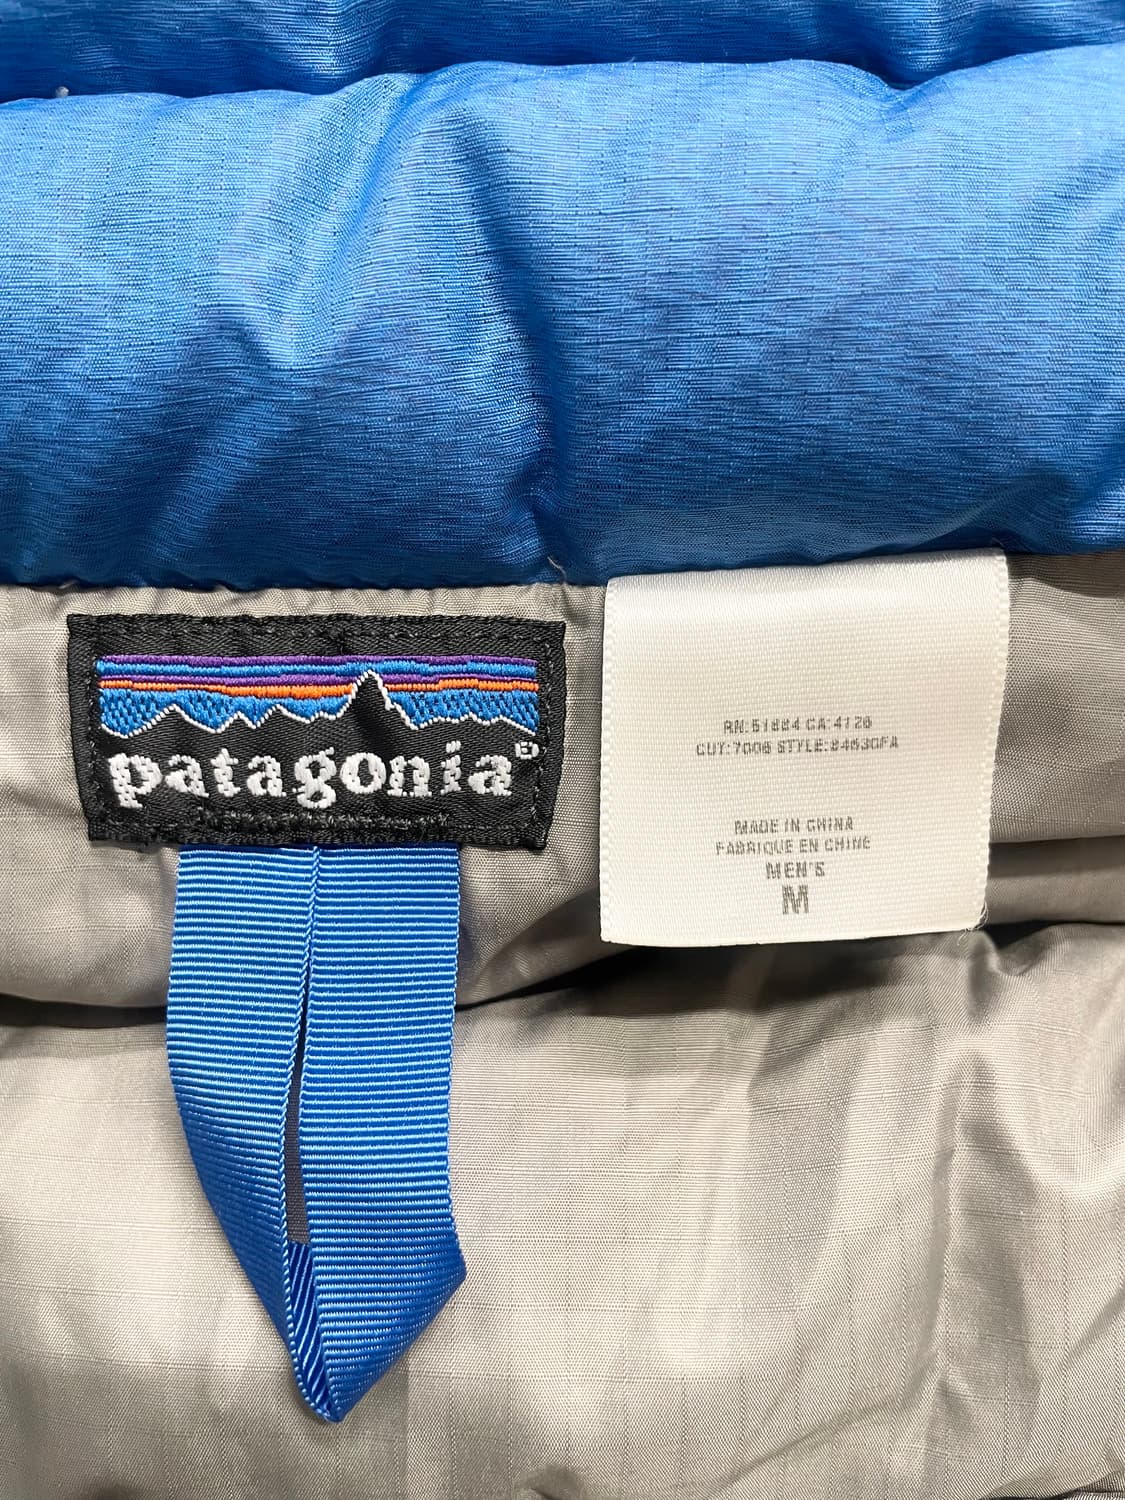 patagonia®
RN:51884 CA:4126
CUT:7006 STYLE:84630FA
MADE IN CHINA
FABRIQUE EN CHINE
MEN'S
M